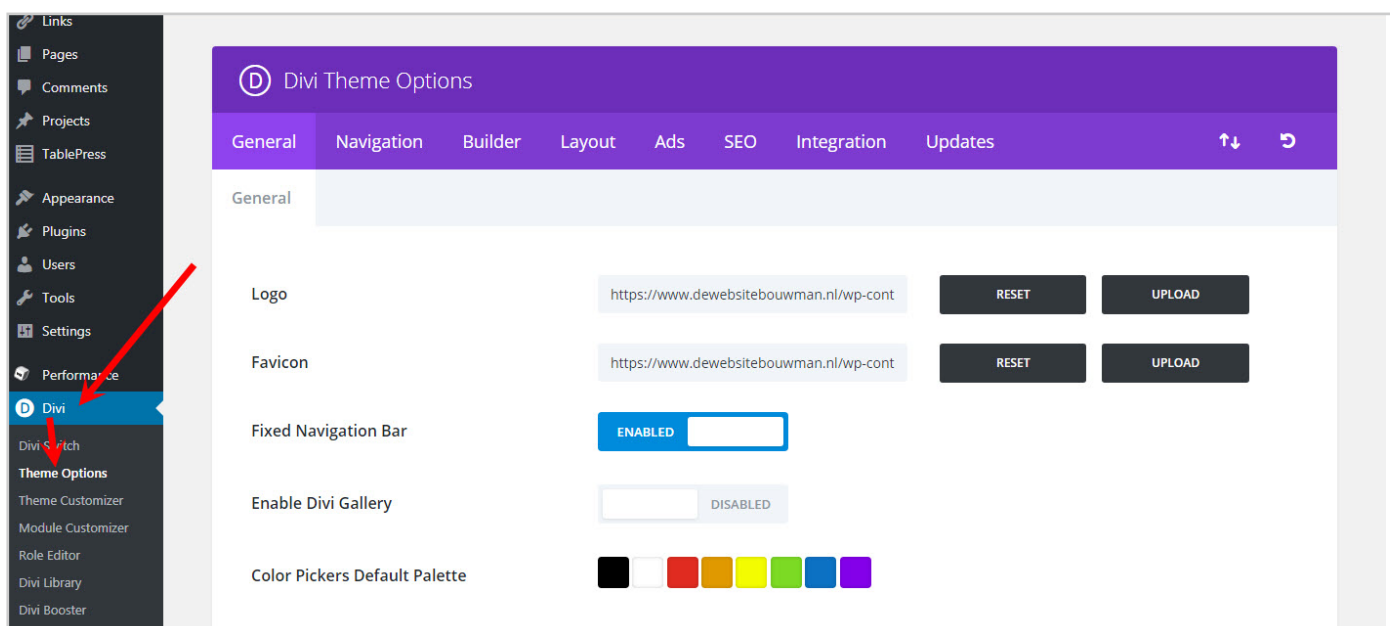 Links
Pages
Comments
Projects
TablePress
Appearance
Plugins
Users
Tools
Settings
Performance
Divi
Divi Switch
Theme Options
Theme Customizer
Module Customizer
Role Editor
Divi Library
Divi Booster
D Divi Theme Options
General Navigation Builder Layout Ads SEO Integration Updates
General
Logo https://www.dewebsitebouwman.nl/wp-cont RESET UPLOAD
Favicon https://www.dewebsitebouwman.nl/wp-cont RESET UPLOAD
Fixed Navigation Bar ENABLED
Enable Divi Gallery DISABLED
Color Pickers Default Palette